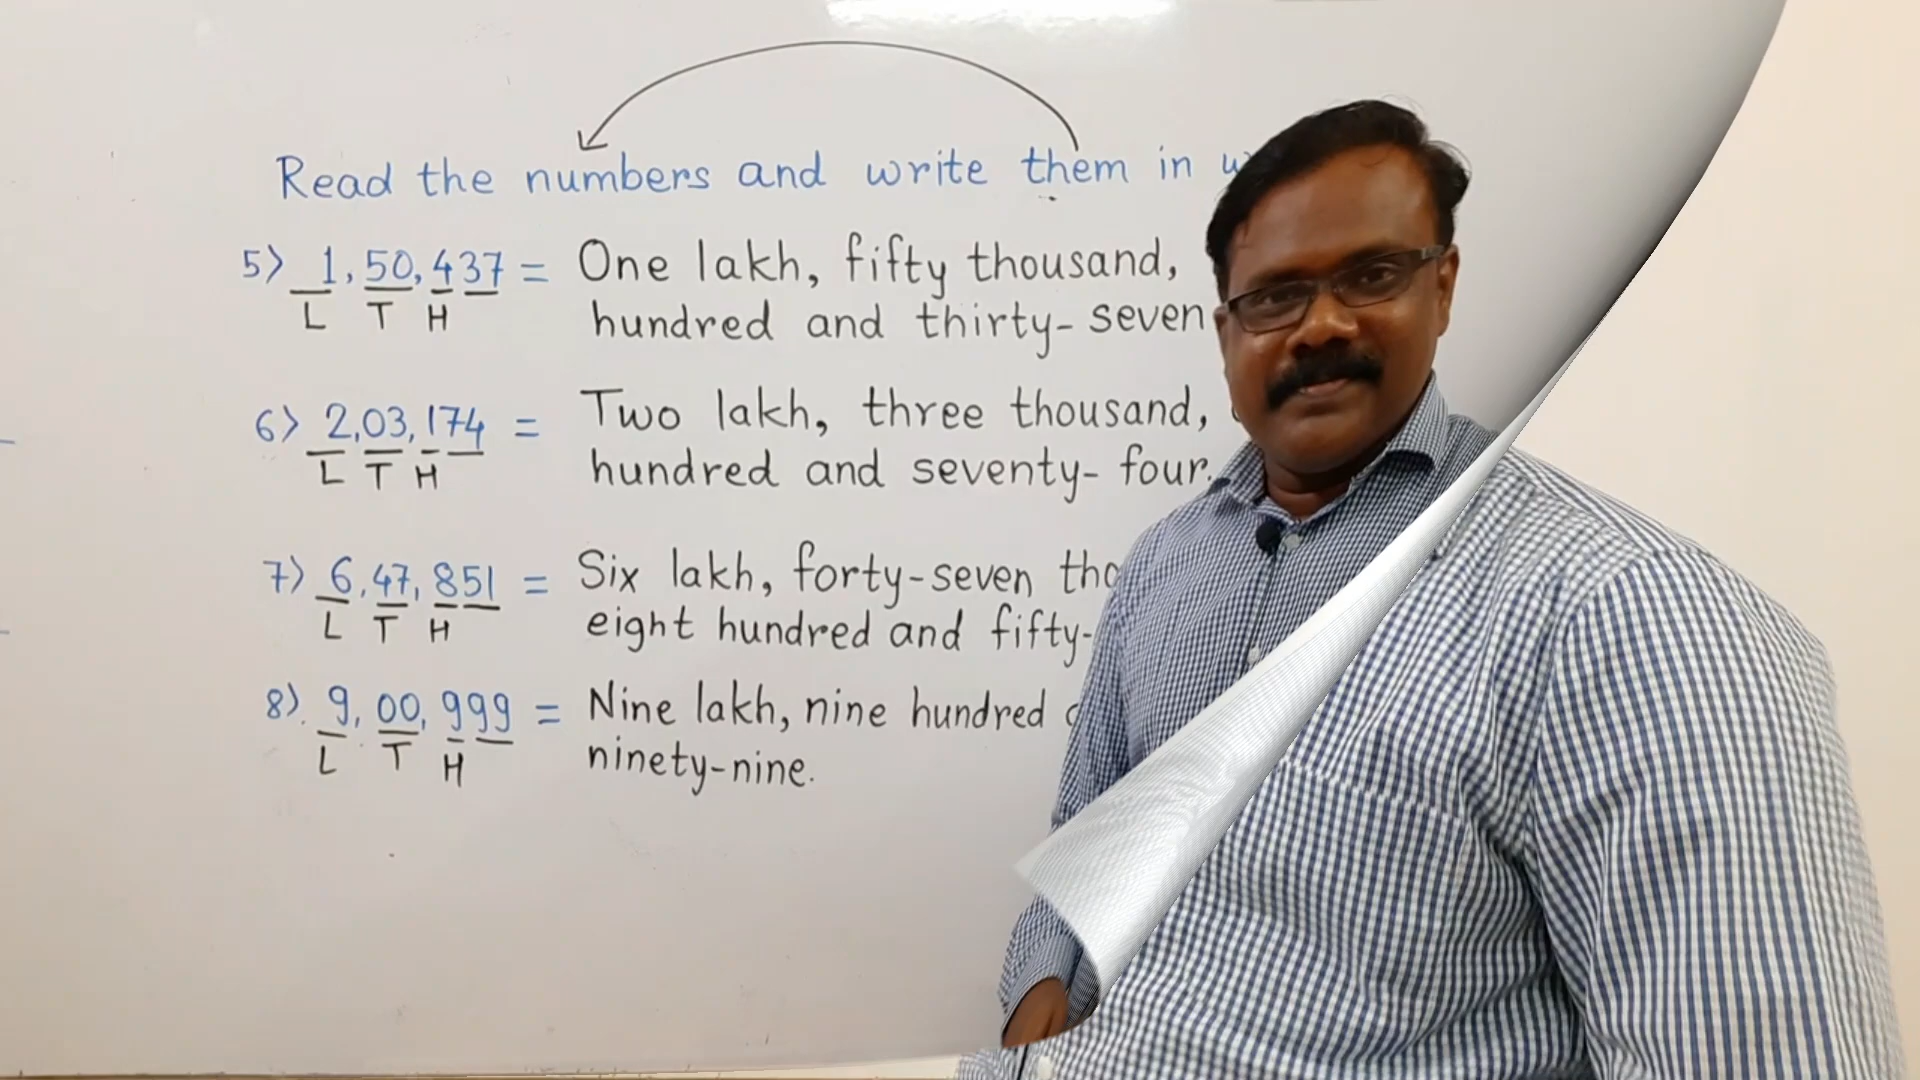 Read the numbers and write them in
5) 1,50,437 = One lakh, fifty thousand,
L T H
hundred and thirty-seven
6) 2,03,174 = Two lakh, three thousand,
L T H
hundred and seventy-four.
7) 6,47,851 = Six lakh, forty-seven tho
L T H
eight hundred and fifty-
8). 9,00,999 = Nine lakh, nine hundred
L T H
ninety-nine.